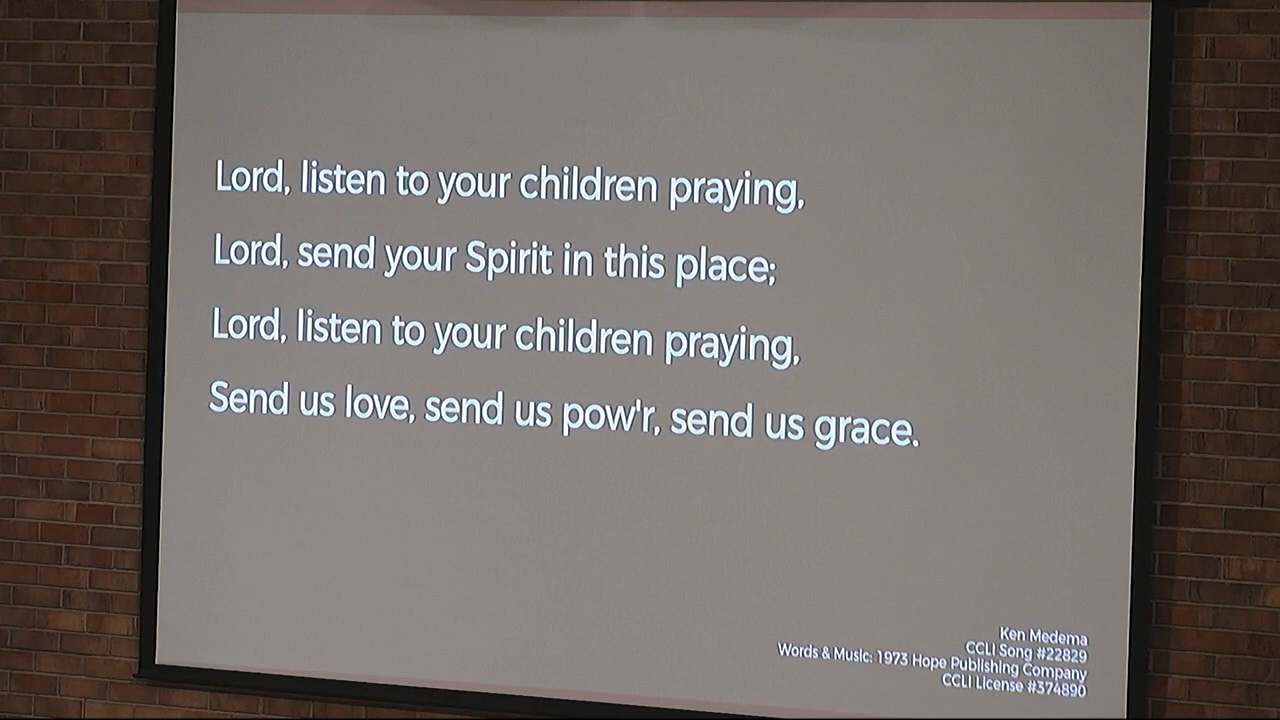 Lord, listen to your children praying,
Lord, send your Spirit in this place;
Lord, listen to your children praying,
Send us love, send us pow'r, send us grace.
Ken Medema
CCLI Song #22829
Words & Music: 1973 Hope Publishing Company
CCLI License #374890